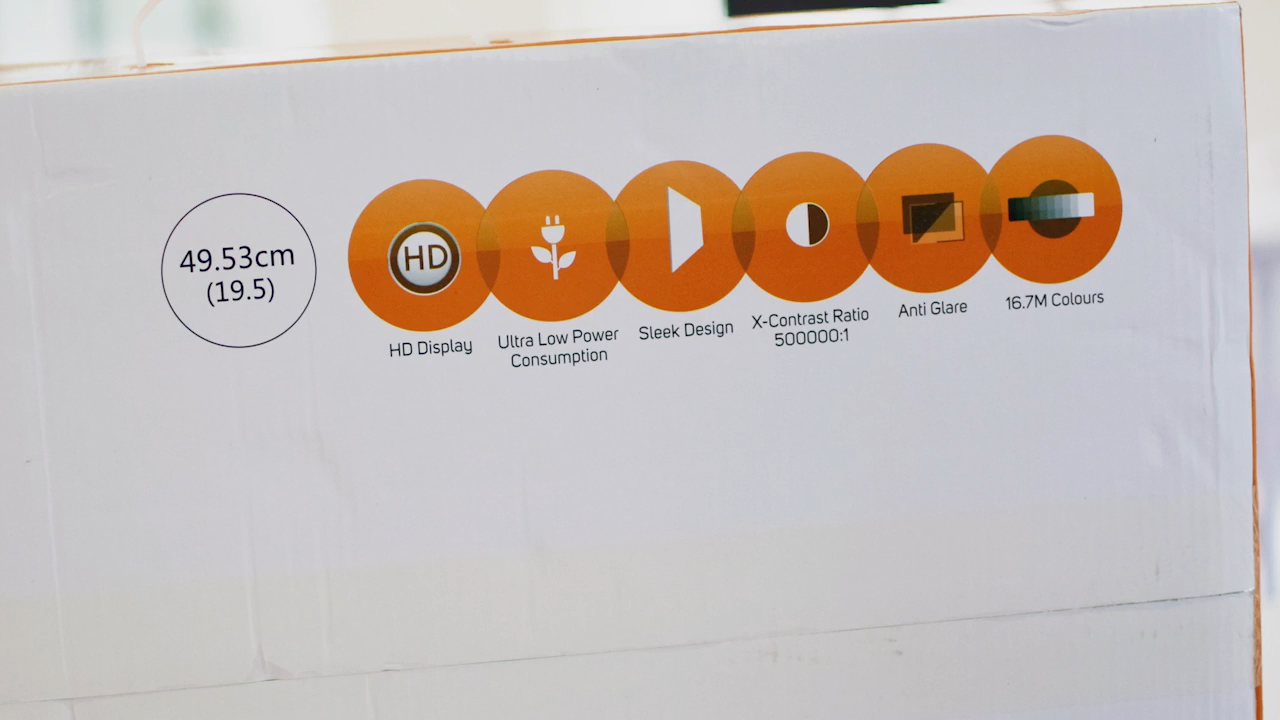 49.53cm
(19.5)
HD
HD Display
Ultra Low Power
Consumption
Sleek Design
X-Contrast Ratio
500000:1
Anti Glare
16.7M Colours